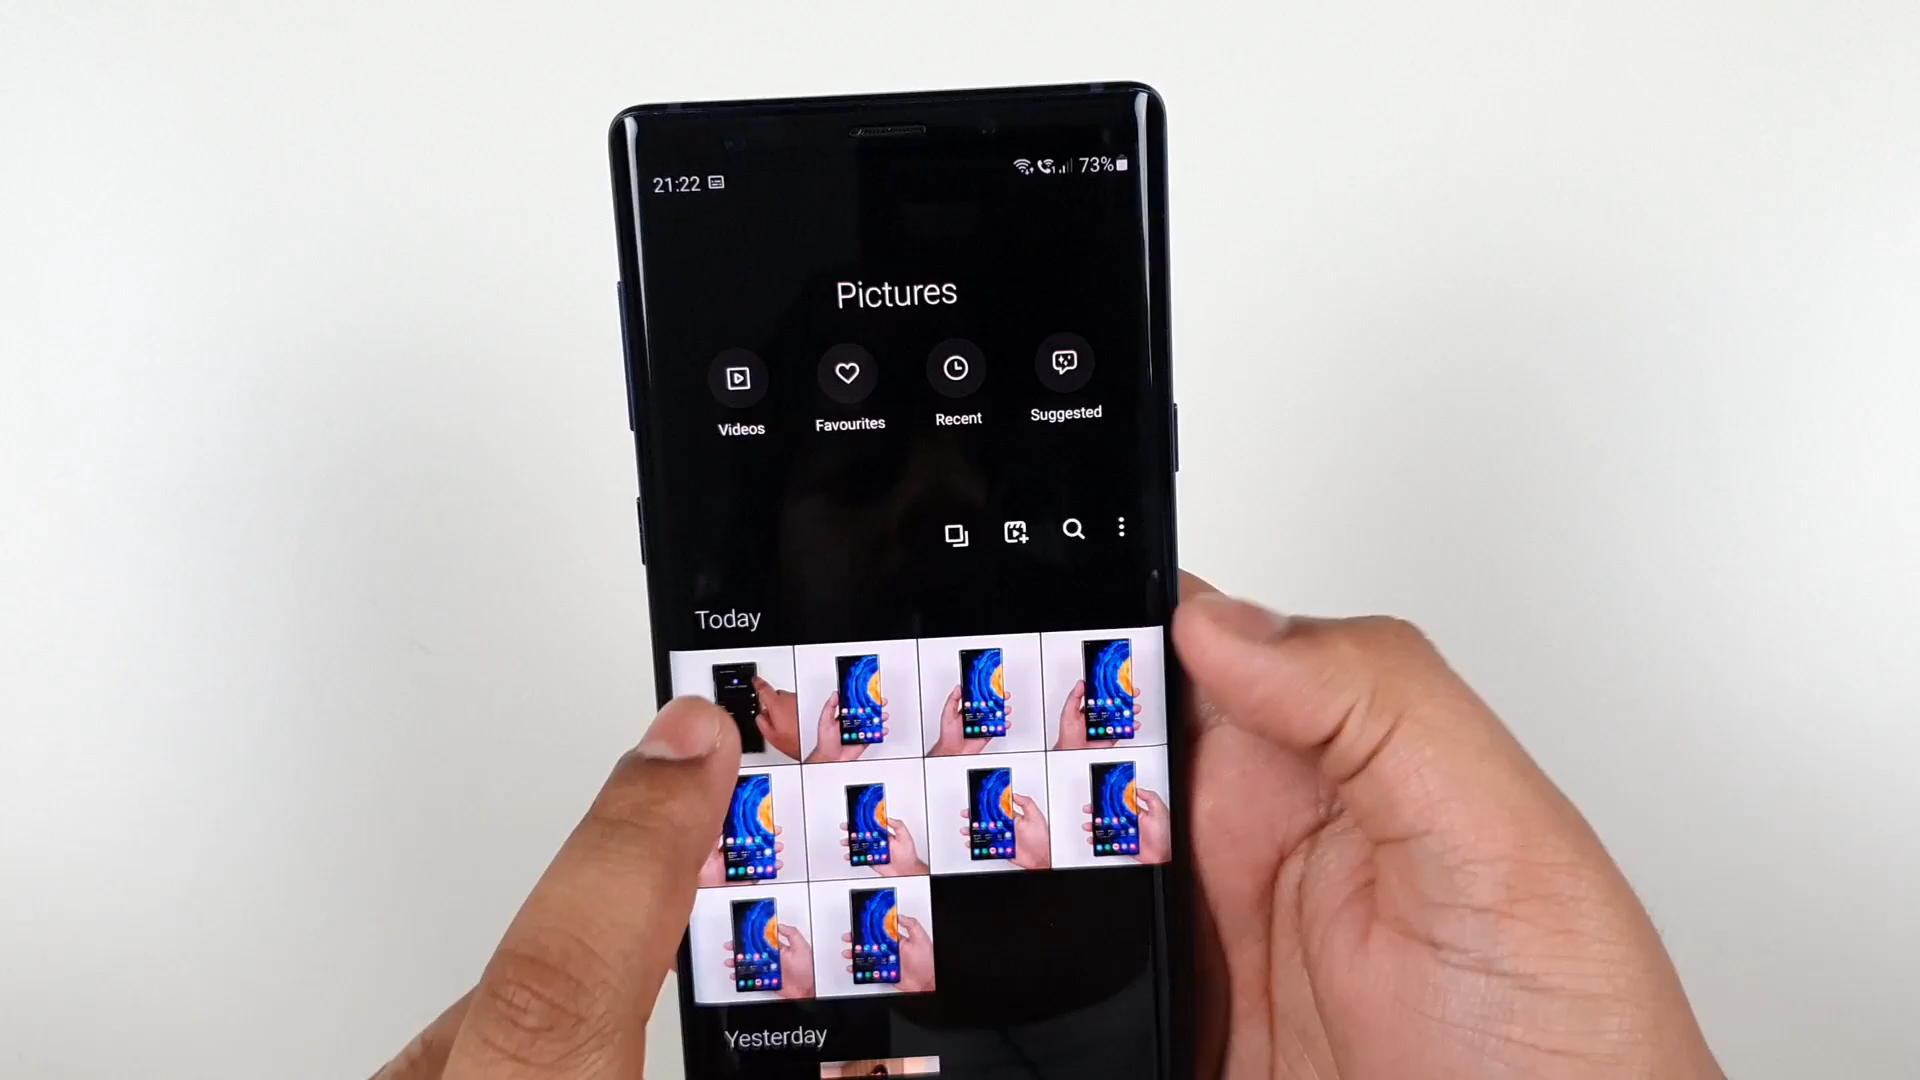 21:22
73%
Pictures
Videos
Favourites
Recent
Suggested
Today
Yesterday